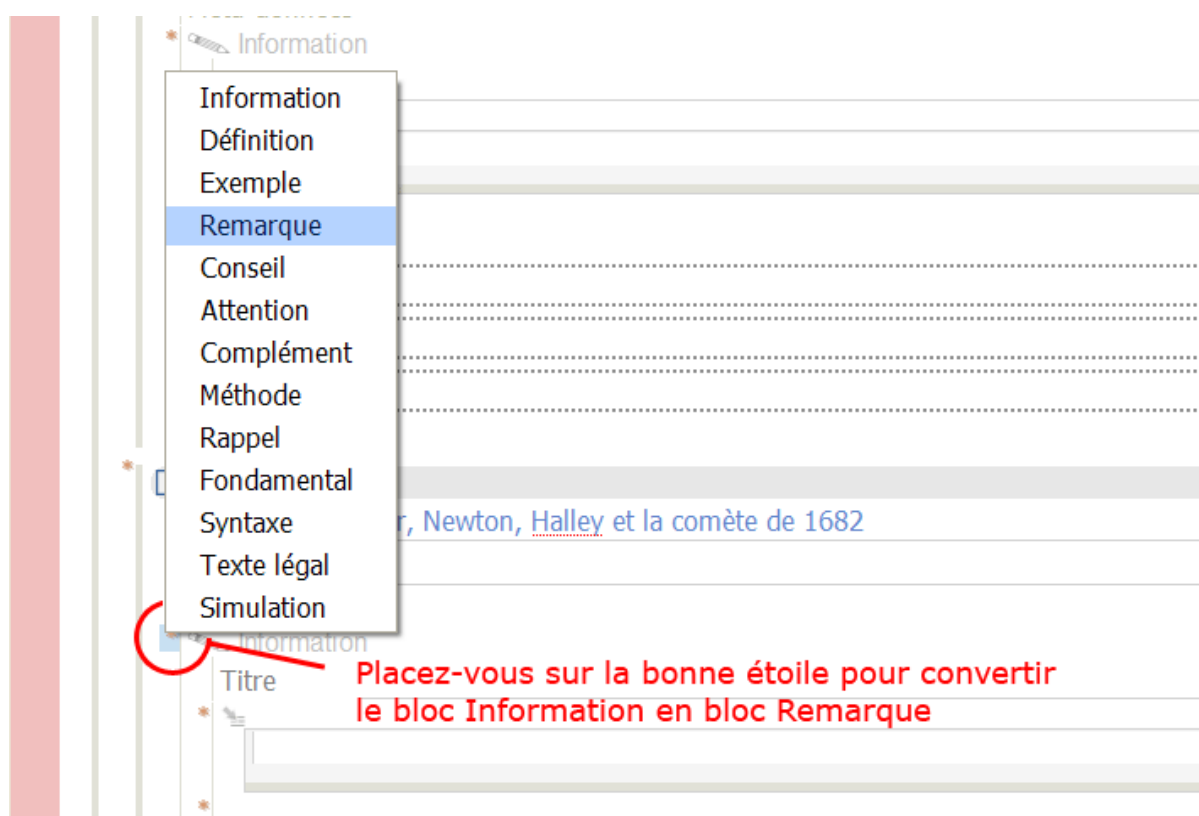 Information
Information
Définition
Exemple
Remarque
Conseil
Attention
Complément
Méthode
Rappel
Fondamental
Syntaxe
Texte légal
Simulation
, Newton, Halley et la comète de 1682
Information
Titre
Placez-vous sur la bonne étoile pour convertir
le bloc Information en bloc Remarque